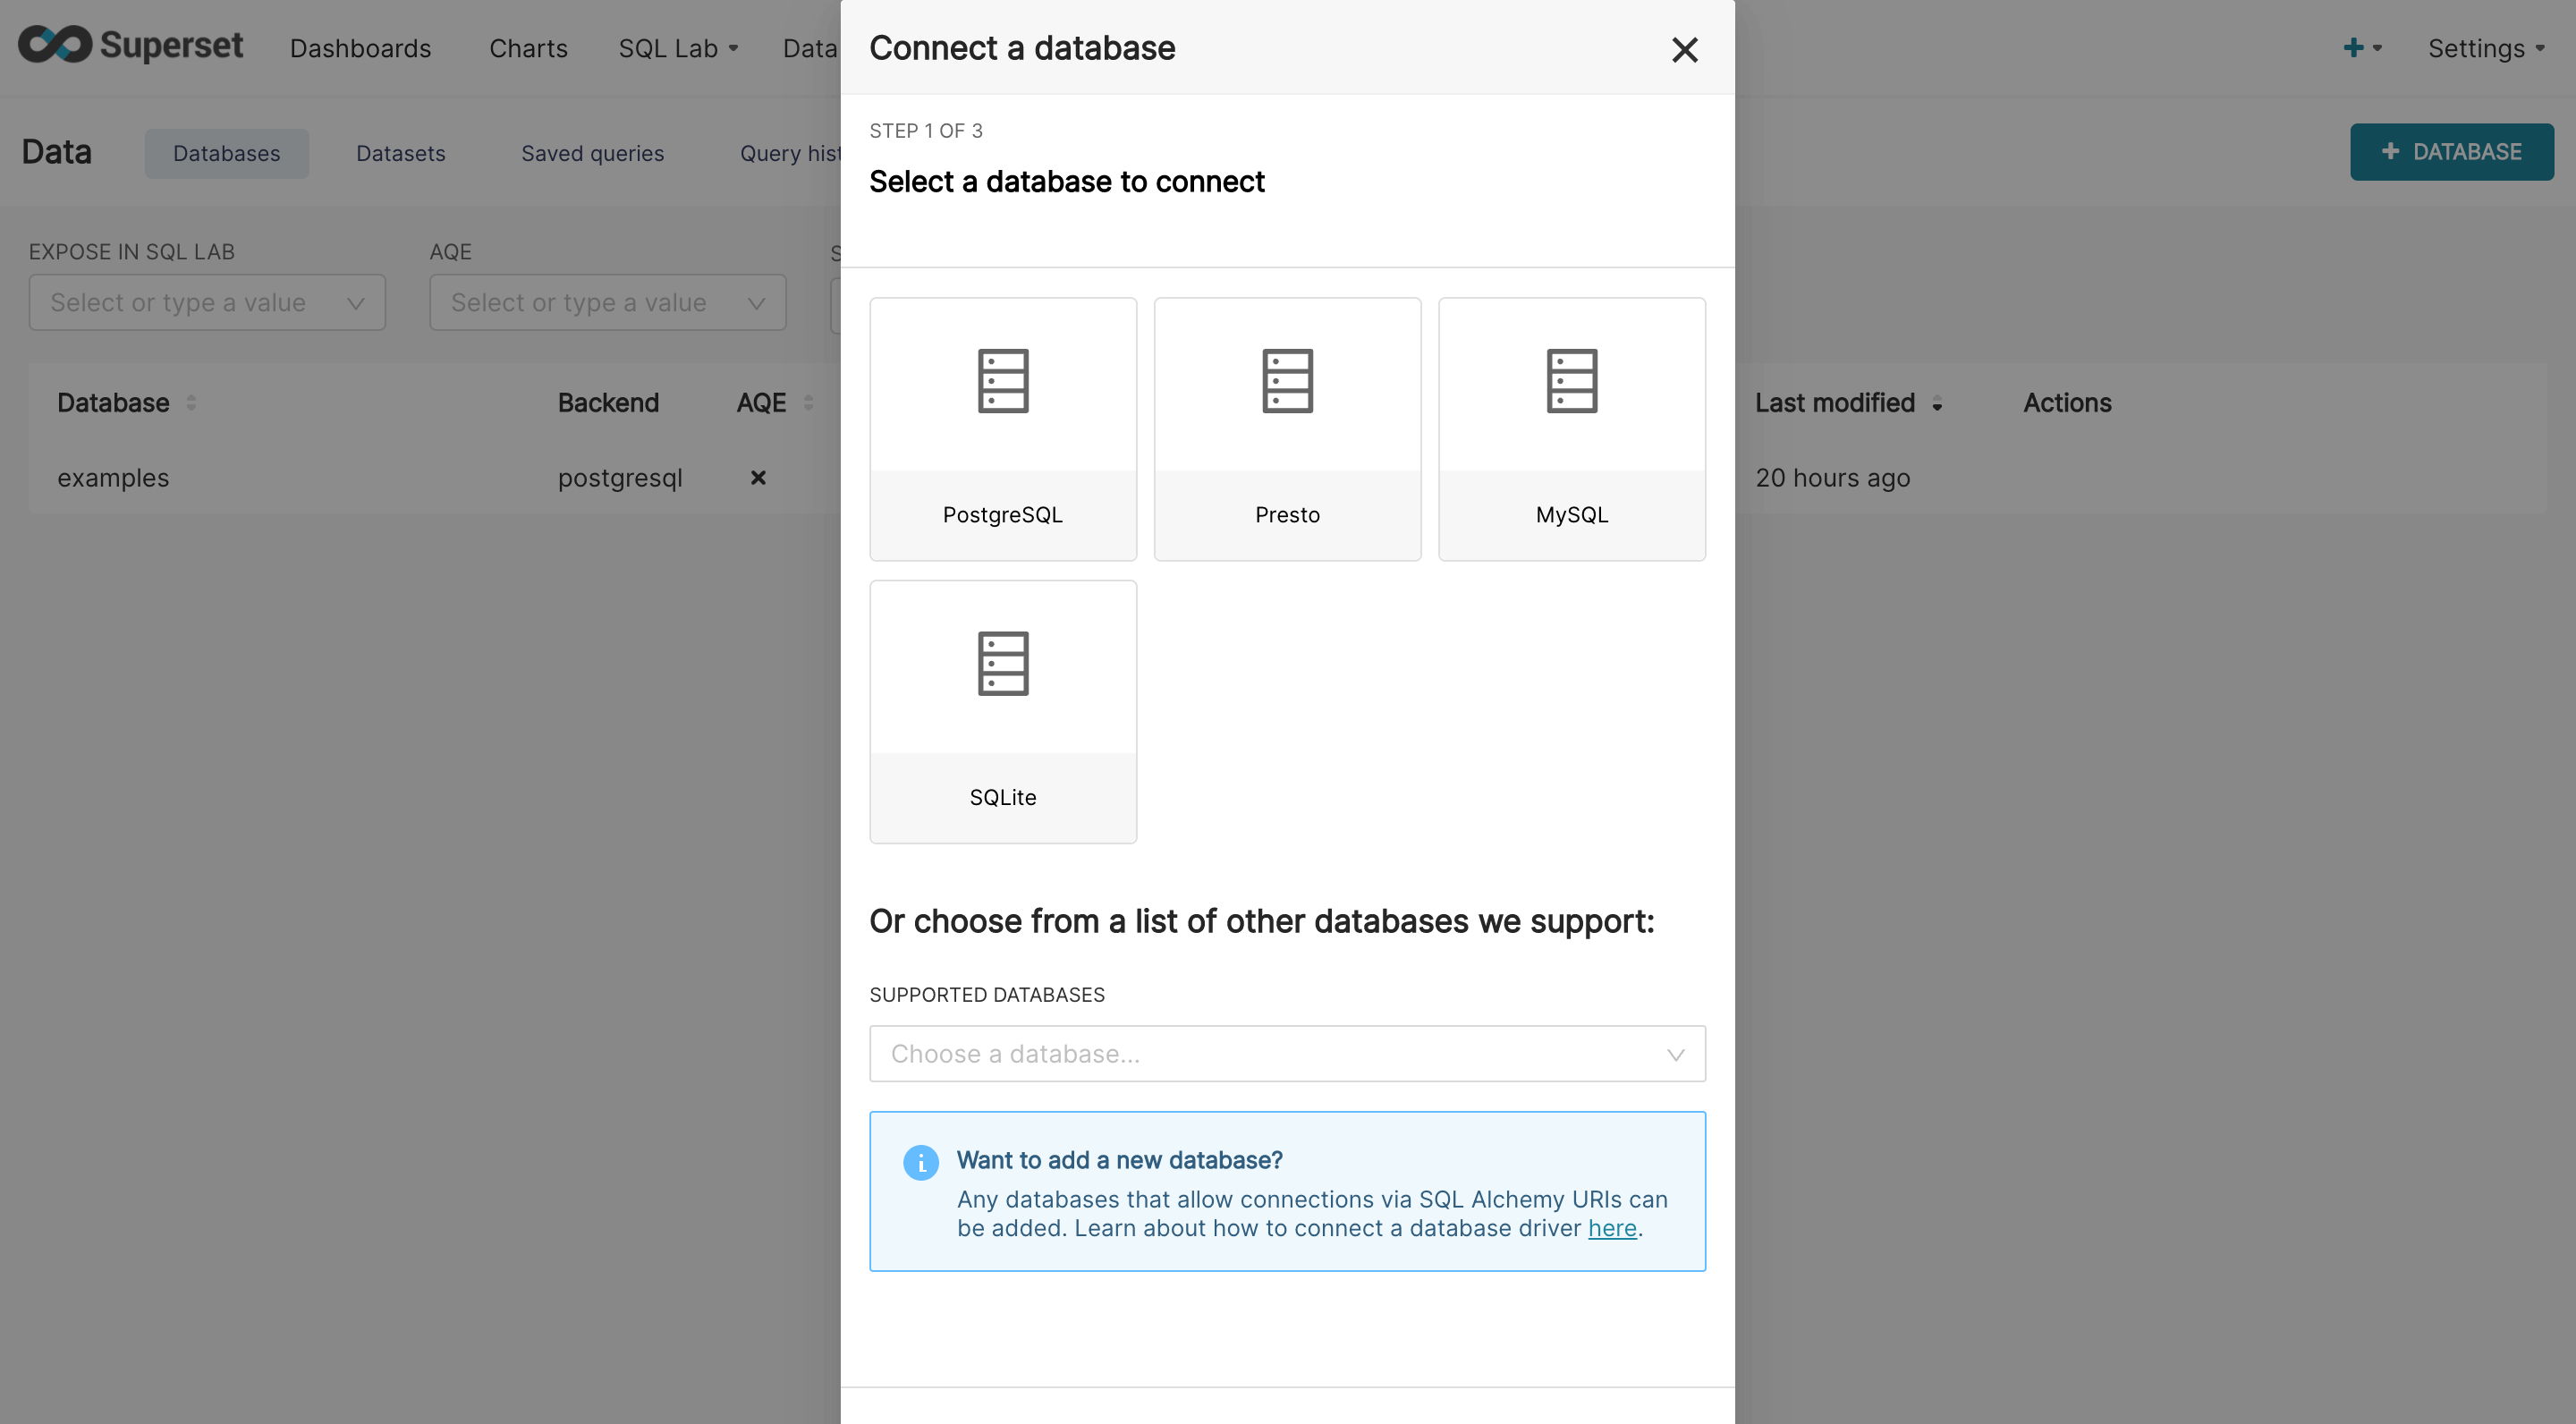 Superset
Dashboards
Charts
SQL Lab
Data
Settings
Data
Databases
Datasets
Saved queries
Query hist
+ DATABASE
EXPOSE IN SQL LAB
AQE
S
Select or type a value
Select or type a value
Database
Backend
AQE
Last modified
Actions
examples
postgresql
20 hours ago
Connect a database
STEP 1 OF 3
Select a database to connect
PostgreSQL
Presto
MySQL
SQLite
Or choose from a list of other databases we support:
SUPPORTED DATABASES
Choose a database...
Want to add a new database?
Any databases that allow connections via SQL Alchemy URIs can
be added. Learn about how to connect a database driver here.